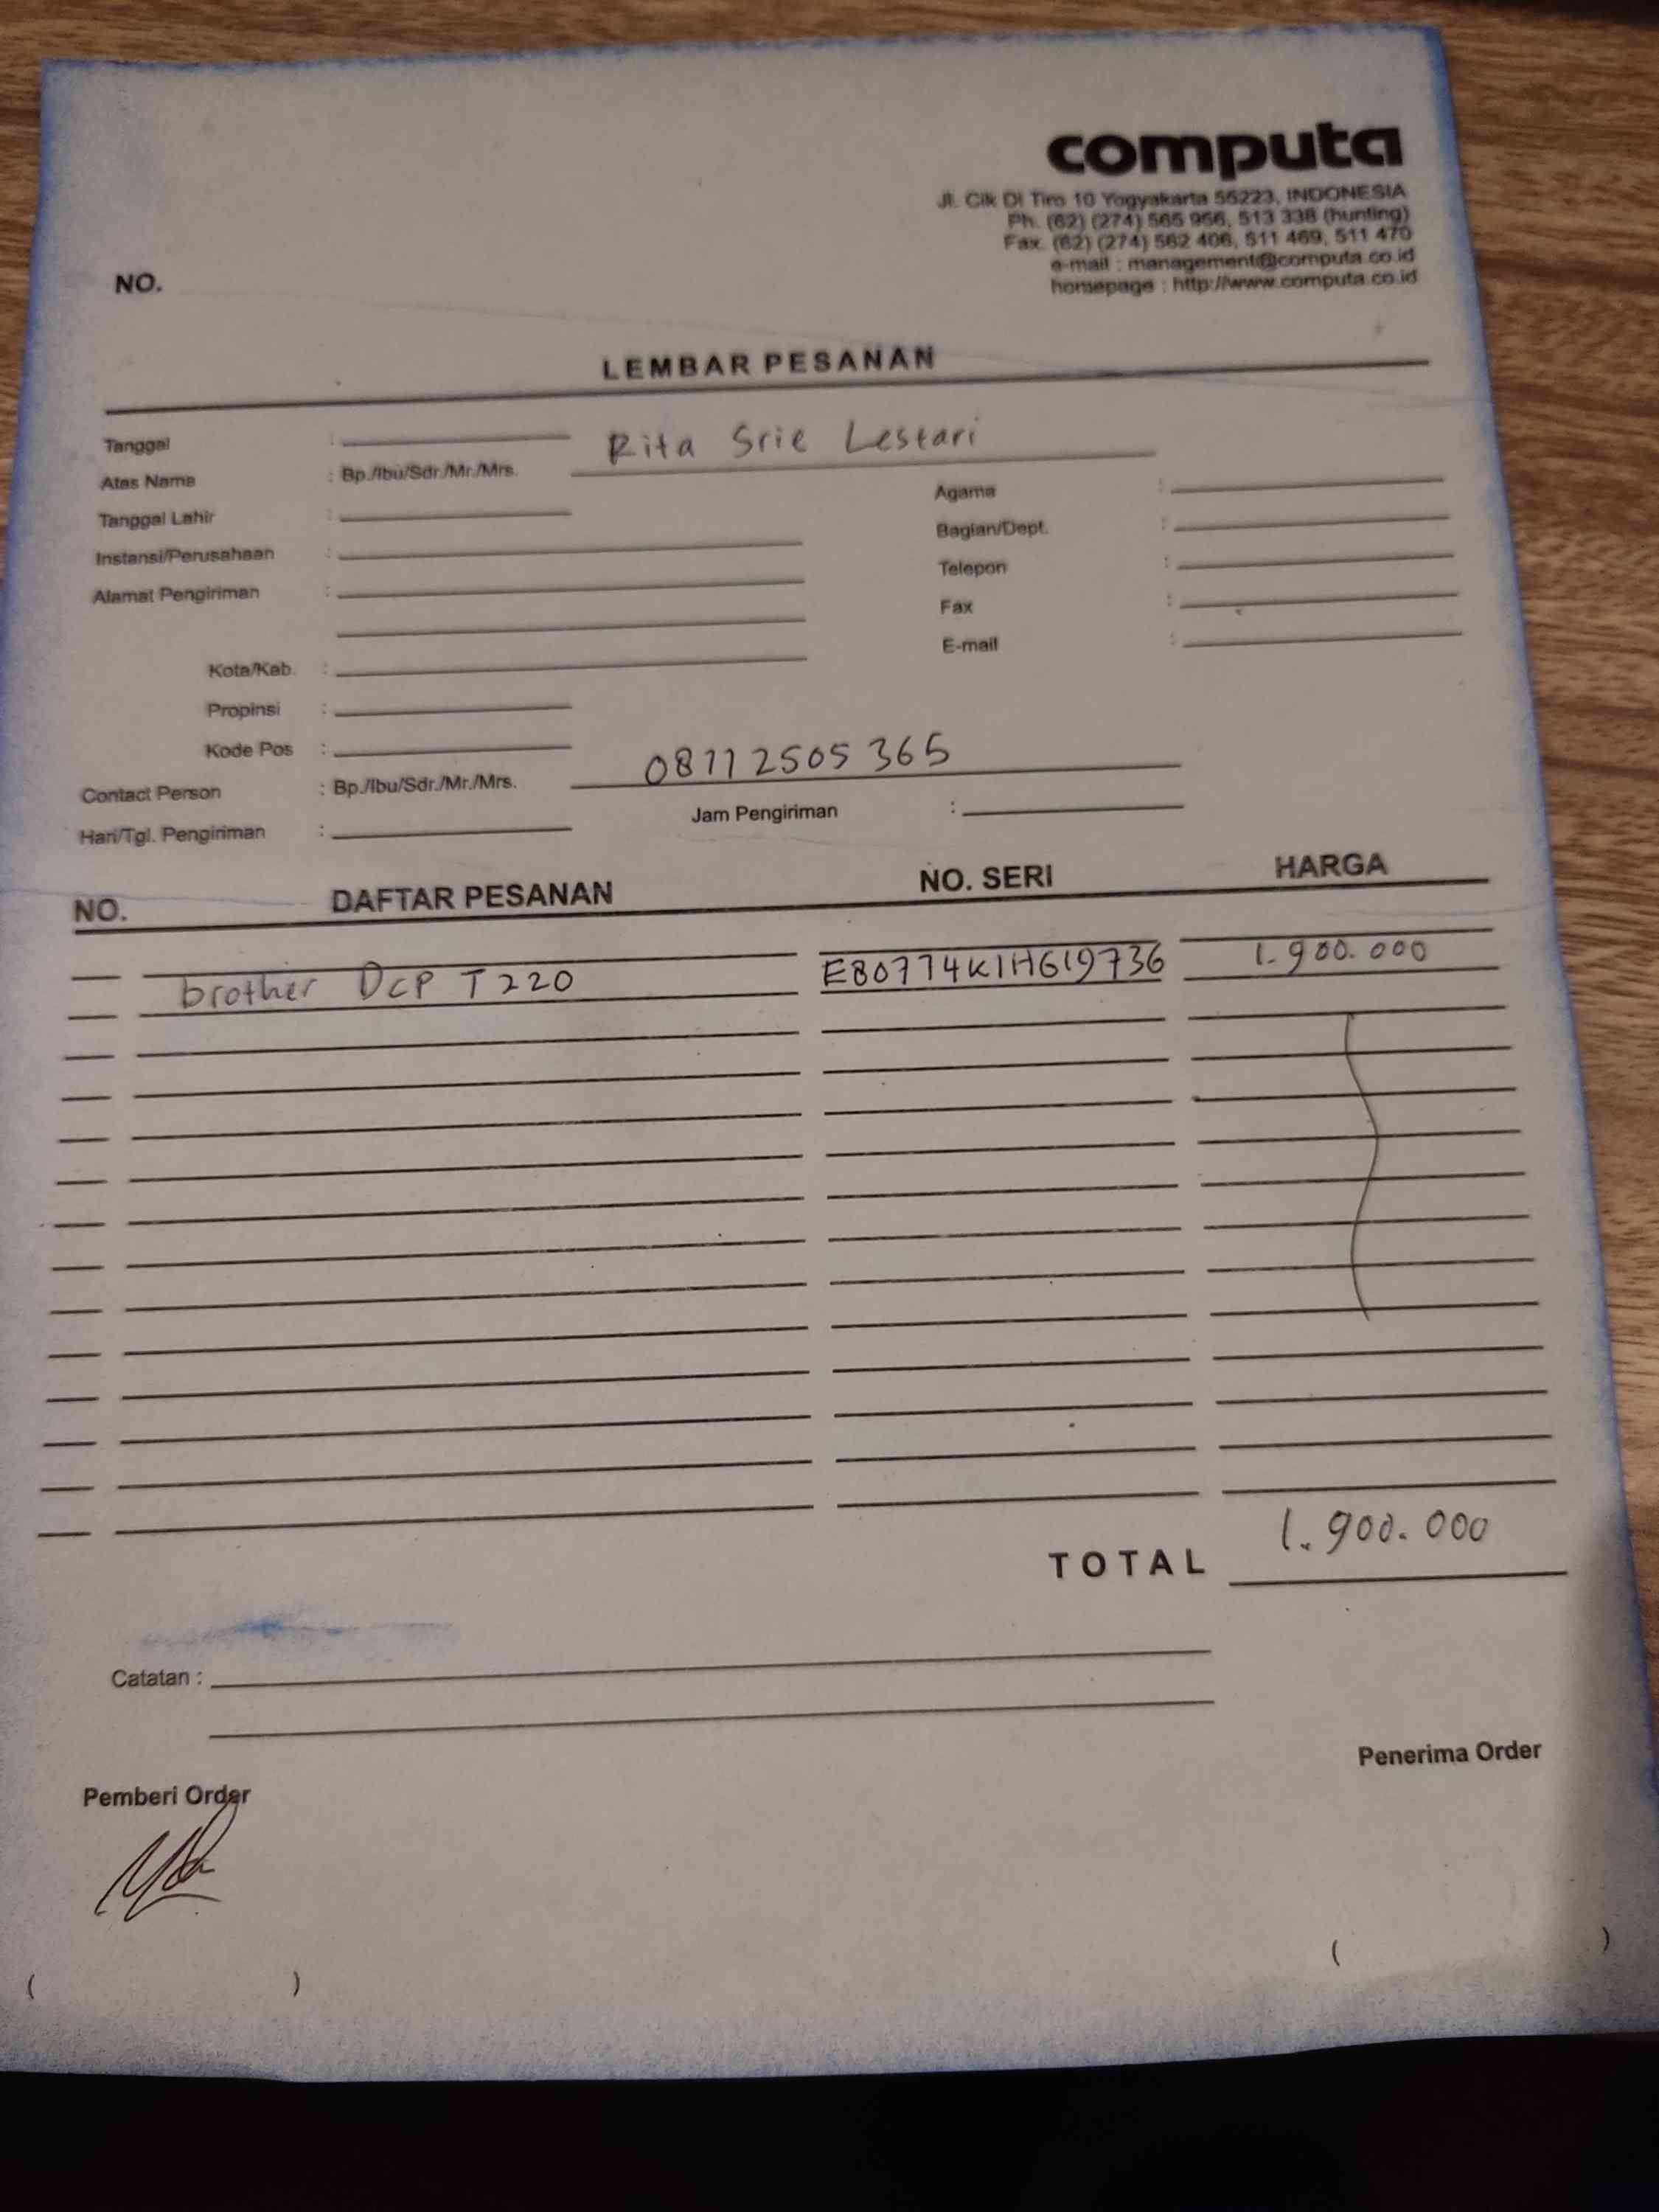 computa
Jl. Cik Di Tiro 10 Yogyakarta 55223, INDONESIA
Ph. (62) (274) 565 956, 513 338 (hunting)
Fax. (62) (274) 562 406, 511 469, 511 470
e-mail : management@computa.co.id
homepage : http://www.computa.co.id
NO.
LEMBAR PESANAN
Tanggal :
Atas Name : Bp./Ibu/Sdr./Mr./Mrs. Rita Srie Lestari
Tanggal Lahir : Agama :
Instansi/Perusahaan : Bagian/Dept. :
Alamat Pengiriman : Telepon :
Fax :
Kota/Kab. : E-mail :
Propinsi :
Kode Pos :
Contact Person : Bp./Ibu/Sdr./Mr./Mrs. 08112505365
Hari/Tgl. Pengiriman : Jam Pengiriman :
NO. DAFTAR PESANAN NO. SERI HARGA
brother DCP T220 E80774K1H619736 1.900.000
TOTAL 1.900.000
Catatan :
Pemberi Order Penerima Order
( ) ( )